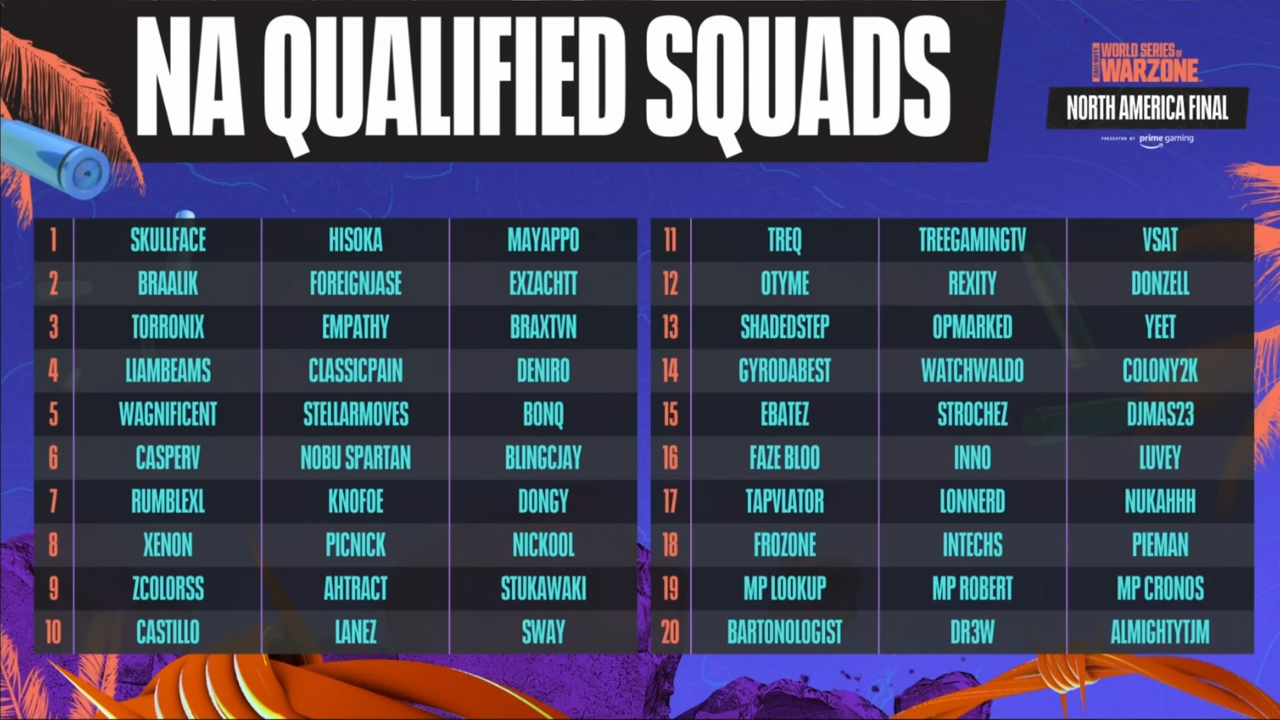 NA QUALIFIED SQUADS
WORLD SERIES OF
WARZONE
NORTH AMERICA FINAL
PRESENTED BY prime gaming
1 SKULLFACE HISOKA MAYAPPO
2 BRAALIK FOREIGNJASE EXZACHTT
3 TORRONIX EMPATHY BRAXTVN
4 LIAMBEAMS CLASSICPAIN DENIRO
5 WAGNIFICENT STELLARMOVES BONQ
6 CASPERV NOBU SPARTAN BLINGCJAY
7 RUMBLEXL KNOFOE DONGY
8 XENON PICNICK NICKOOL
9 ZCOLORSS AHTRACT STUKAWAKI
10 CASTILLO LANEZ SWAY
11 TREQ TREEGAMINGTV VSAT
12 OTYME REXITY DONZELL
13 SHADEDSTEP OPMARKED YEET
14 GYRODABEST WATCHWALDO COLONY2K
15 EBATEZ STROCHEZ DJMAS23
16 FAZE BLOO INNO LUVEY
17 TAPVLATOR LONNERD NUKAHHH
18 FROZONE INTECHS PIEMAN
19 MP LOOKUP MP ROBERT MP CRONOS
20 BARTONOLOGIST DR3W ALMIGHTYTJM